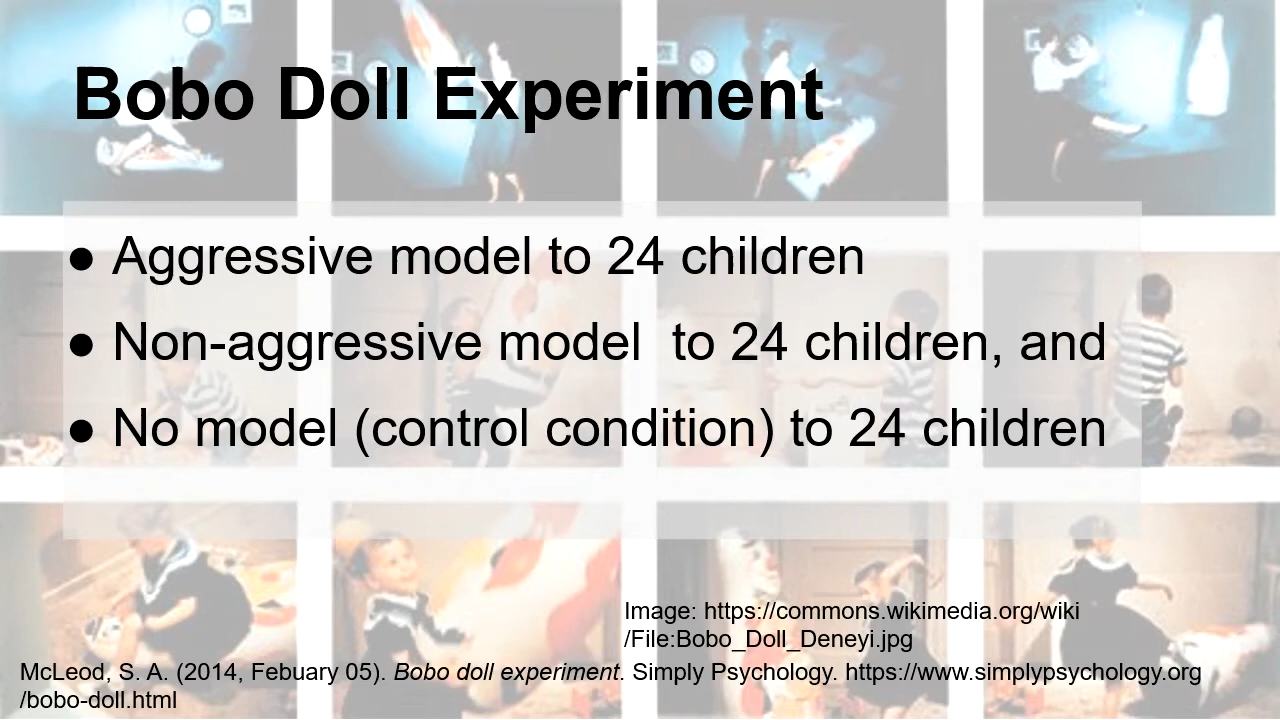 Bobo Doll Experiment
● Aggressive model to 24 children
● Non-aggressive model  to 24 children, and
● No model (control condition) to 24 children
Image: https://commons.wikimedia.org/wiki
/File:Bobo_Doll_Deneyi.jpg
McLeod, S. A. (2014, Febuary 05). Bobo doll experiment. Simply Psychology. https://www.simplypsychology.org
/bobo-doll.html